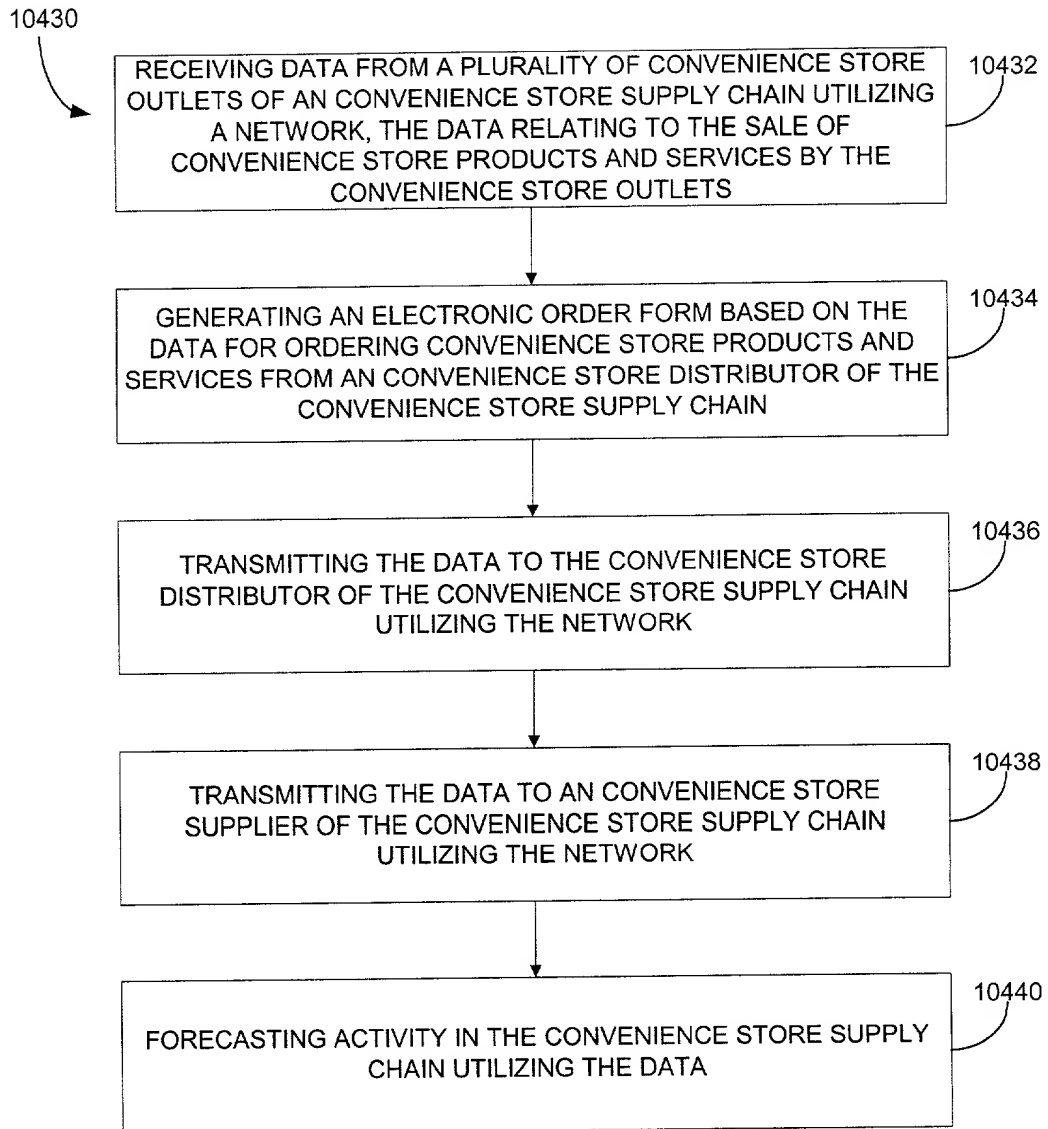 10430
RECEIVING DATA FROM A PLURALITY OF CONVENIENCE STORE
OUTLETS OF AN CONVENIENCE STORE SUPPLY CHAIN UTILIZING
A NETWORK, THE DATA RELATING TO THE SALE OF
CONVENIENCE STORE PRODUCTS AND SERVICES BY THE
CONVENIENCE STORE OUTLETS
10432
GENERATING AN ELECTRONIC ORDER FORM BASED ON THE
DATA FOR ORDERING CONVENIENCE STORE PRODUCTS AND
SERVICES FROM AN CONVENIENCE STORE DISTRIBUTOR OF THE
CONVENIENCE STORE SUPPLY CHAIN
10434
TRANSMITTING THE DATA TO THE CONVENIENCE STORE
DISTRIBUTOR OF THE CONVENIENCE STORE SUPPLY CHAIN
UTILIZING THE NETWORK
10436
TRANSMITTING THE DATA TO AN CONVENIENCE STORE
SUPPLIER OF THE CONVENIENCE STORE SUPPLY CHAIN
UTILIZING THE NETWORK
10438
FORECASTING ACTIVITY IN THE CONVENIENCE STORE SUPPLY
CHAIN UTILIZING THE DATA
10440